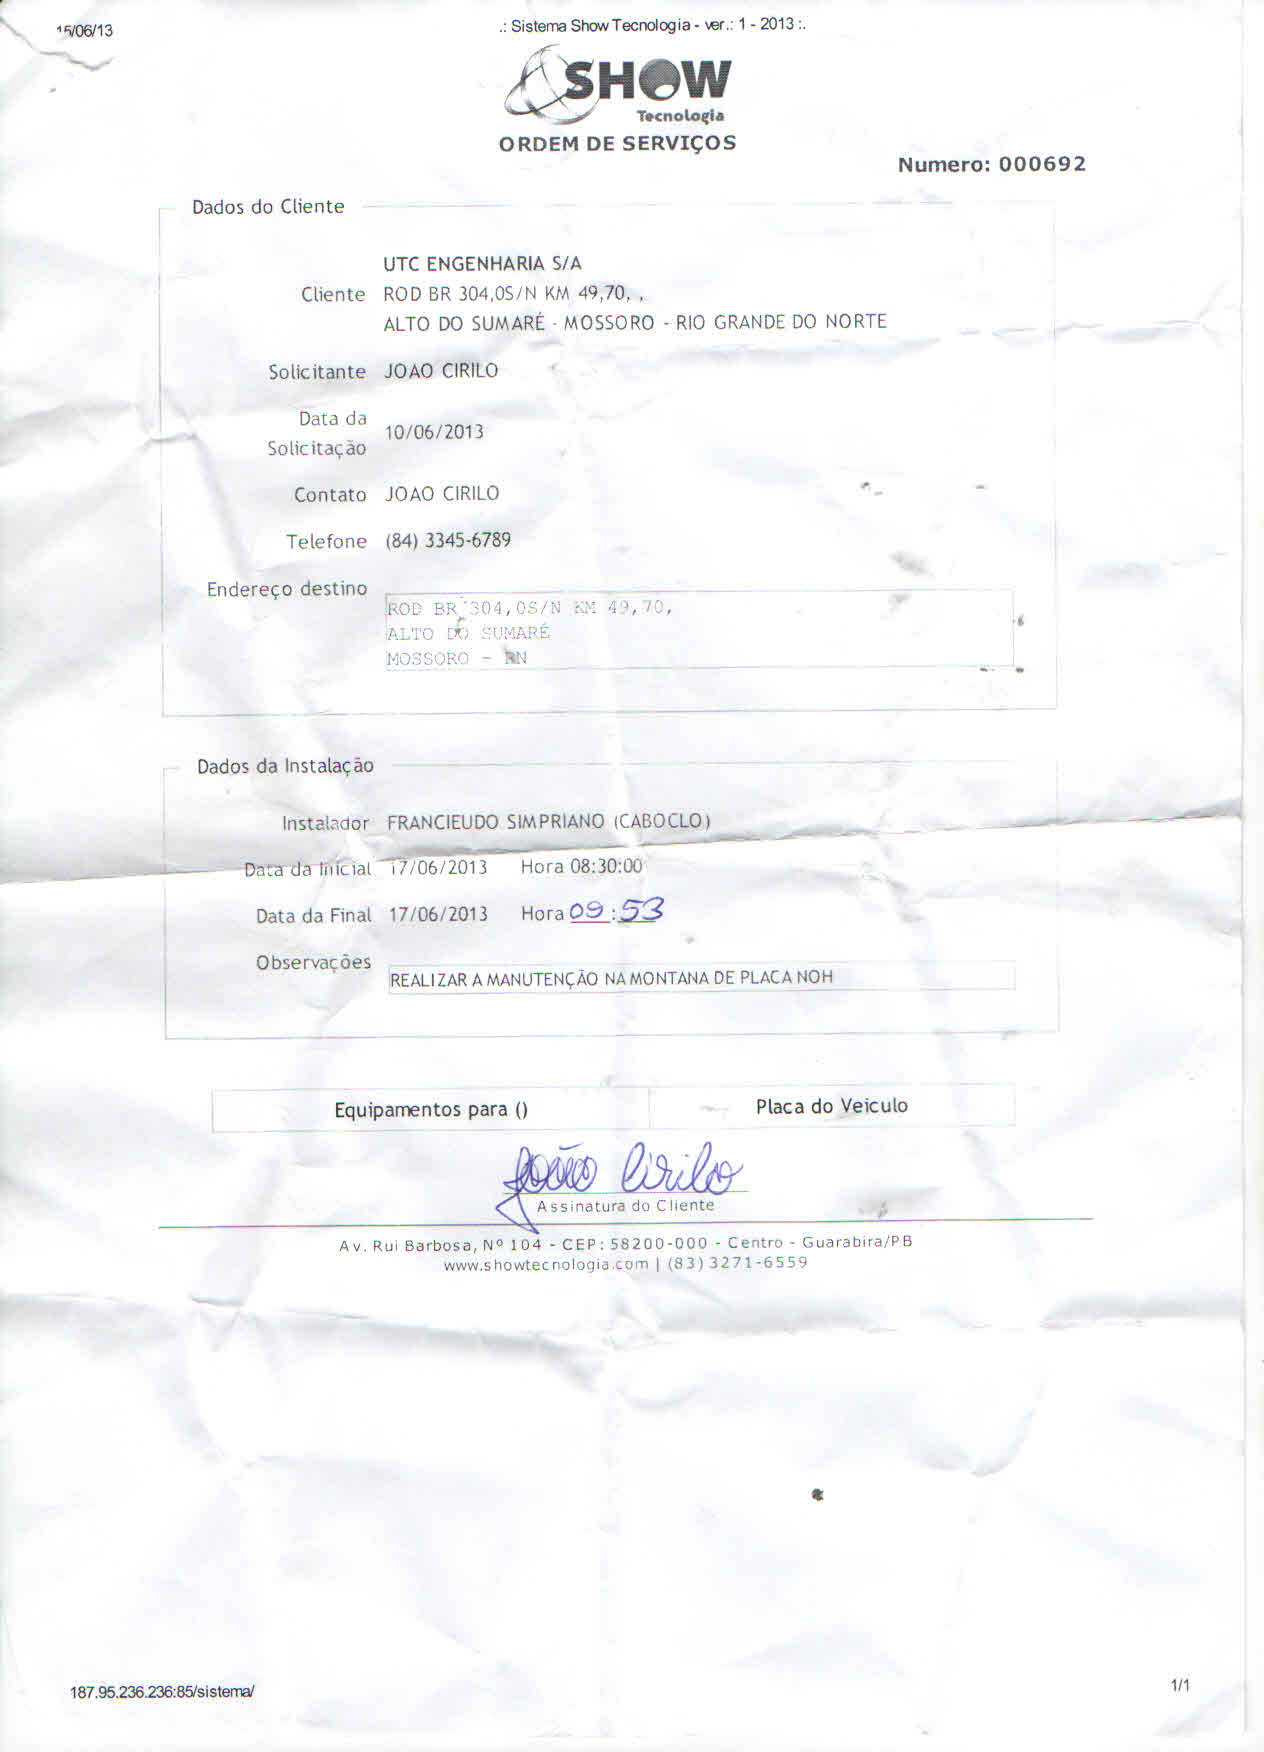 15/06/13
.: Sistema Show Tecnologia - ver.: 1 - 2013 :.
SHOW
Tecnologia
ORDEM DE SERVIÇOS
Numero: 000692
Dados do Cliente
UTC ENGENHARIA S/A
Cliente ROD BR 304,0S/N KM 49,70, ,
ALTO DO SUMARÉ - MOSSORO - RIO GRANDE DO NORTE
Solicitante JOAO CIRILO
Data da Solicitação 10/06/2013
Contato JOAO CIRILO
Telefone (84) 3345-6789
Endereço destino
ROD BR 304,0S/N KM 49,70,
ALTO DO SUMARÉ
MOSSORO - RN
Dados da Instalação
Instalador FRANCIEUDO SIMPRIANO (CABOCLO)
Data da Inicial 17/06/2013 Hora 08:30:00
Data da Final 17/06/2013 Hora 09:53
Observações
REALIZAR A MANUTENÇÃO NA MONTANA DE PLACA NOH
Equipamentos para () Placa do Veiculo
João Cirilo
Assinatura do Cliente
Av. Rui Barbosa, Nº 104 - CEP: 58200-000 - Centro - Guarabira/PB
www.showtecnologia.com | (83) 3271-6559
187.95.236.236:85/sistema/ 1/1